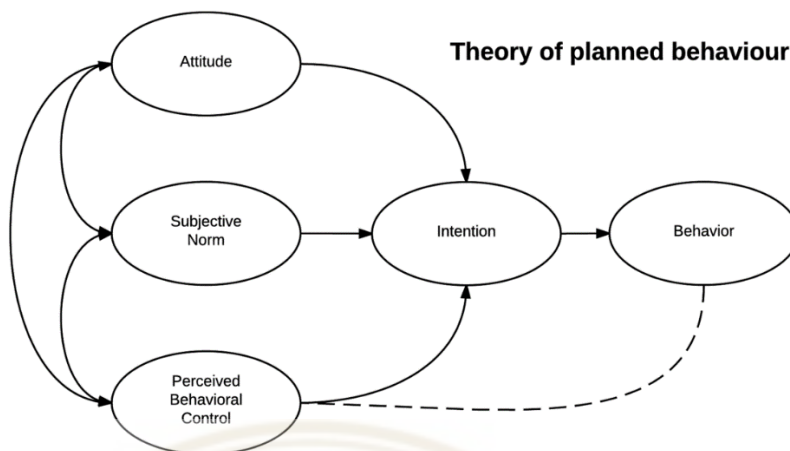 Theory of planned behaviour
Attitude
Subjective
Norm
Intention
Behavior
Perceived
Behavioral
Control